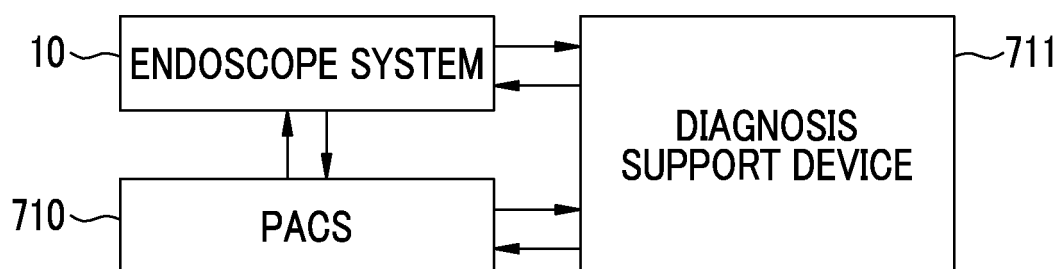 10
ENDOSCOPE SYSTEM
711
DIAGNOSIS
SUPPORT DEVICE
710
PACS